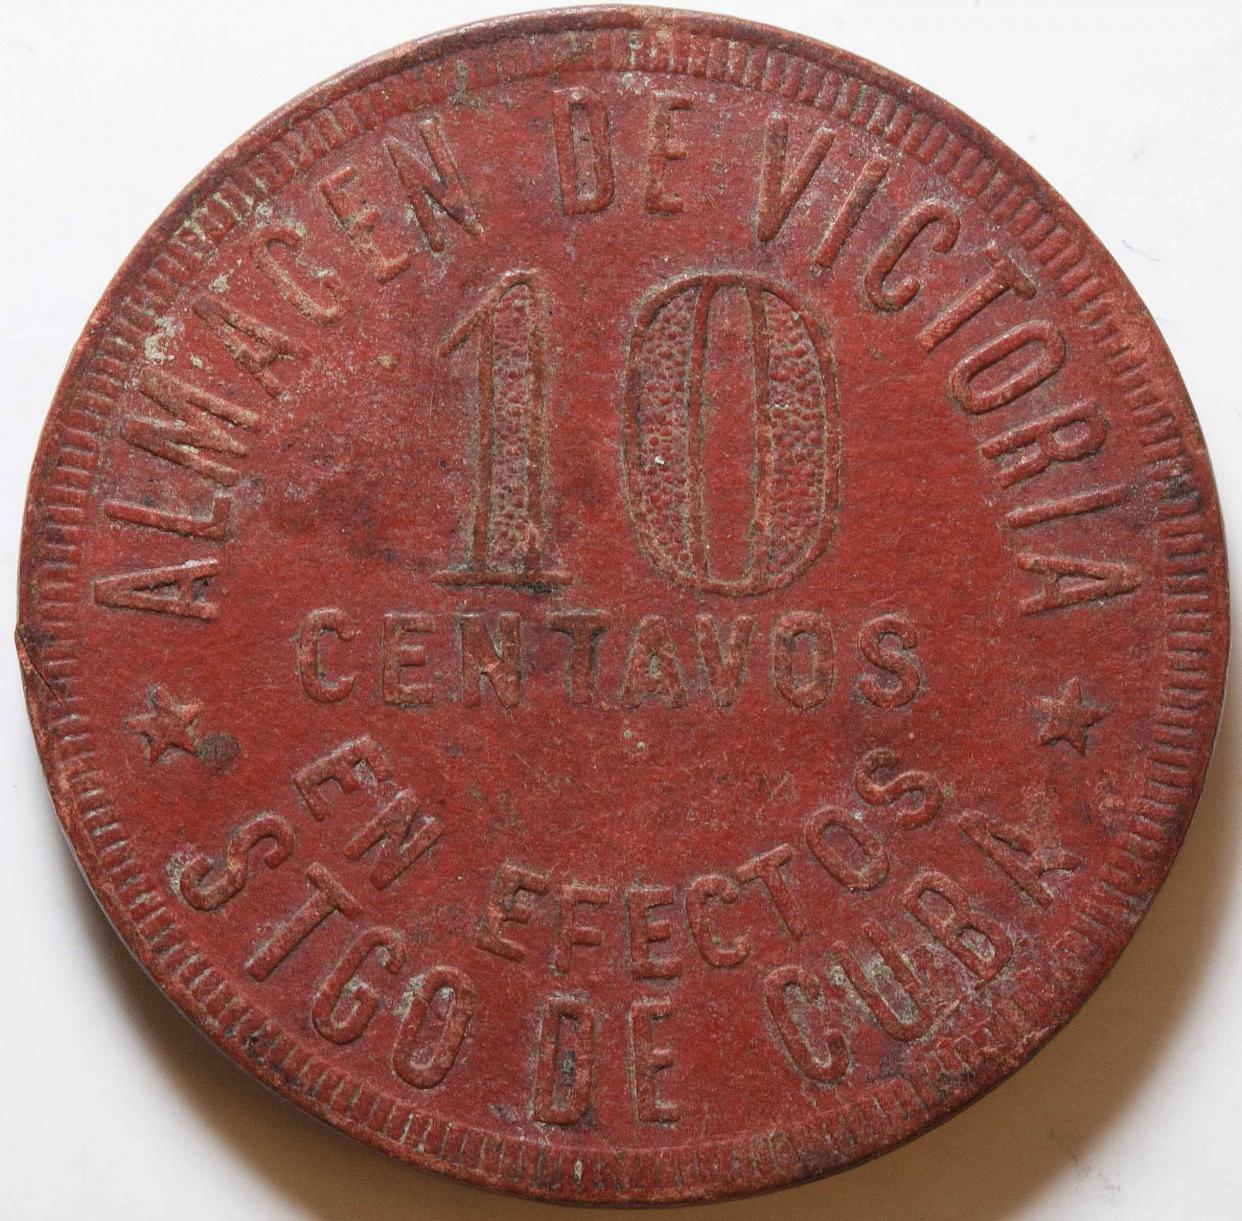 ALMACEN DE VICTORIA
10
CENTAVOS
EN EFECTOS
STGO DE CUBA